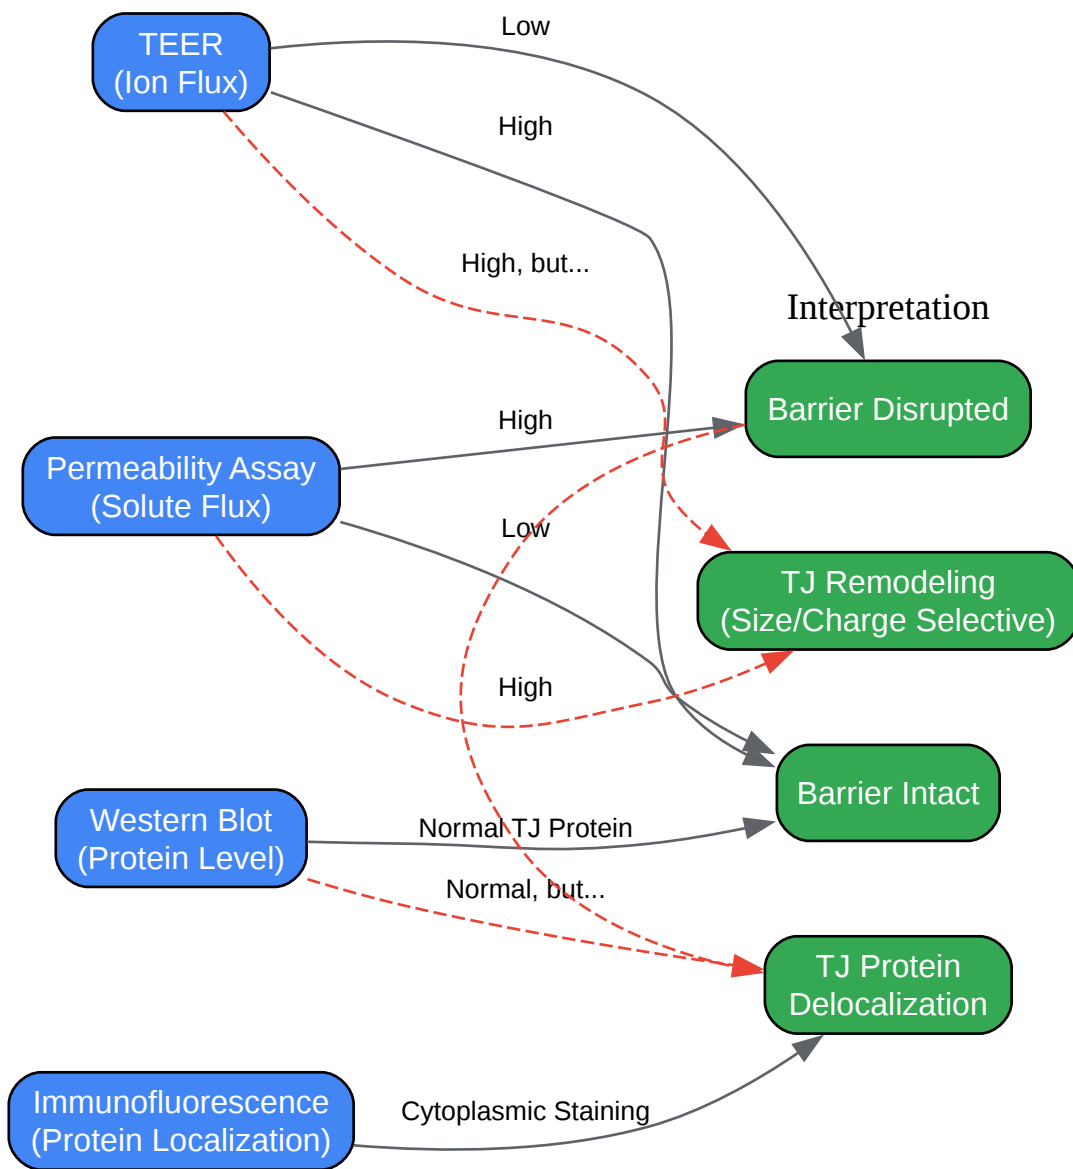 TEER
(Ion Flux)
Low
High
High, but...
Interpretation
Barrier Disrupted
High
Permeability Assay
(Solute Flux)
Low
TJ Remodeling
(Size/Charge Selective)
High
Barrier Intact
Western Blot
(Protein Level)
Normal TJ Protein
Normal, but...
TJ Protein
Delocalization
Immunofluorescence
(Protein Localization)
Cytoplasmic Staining